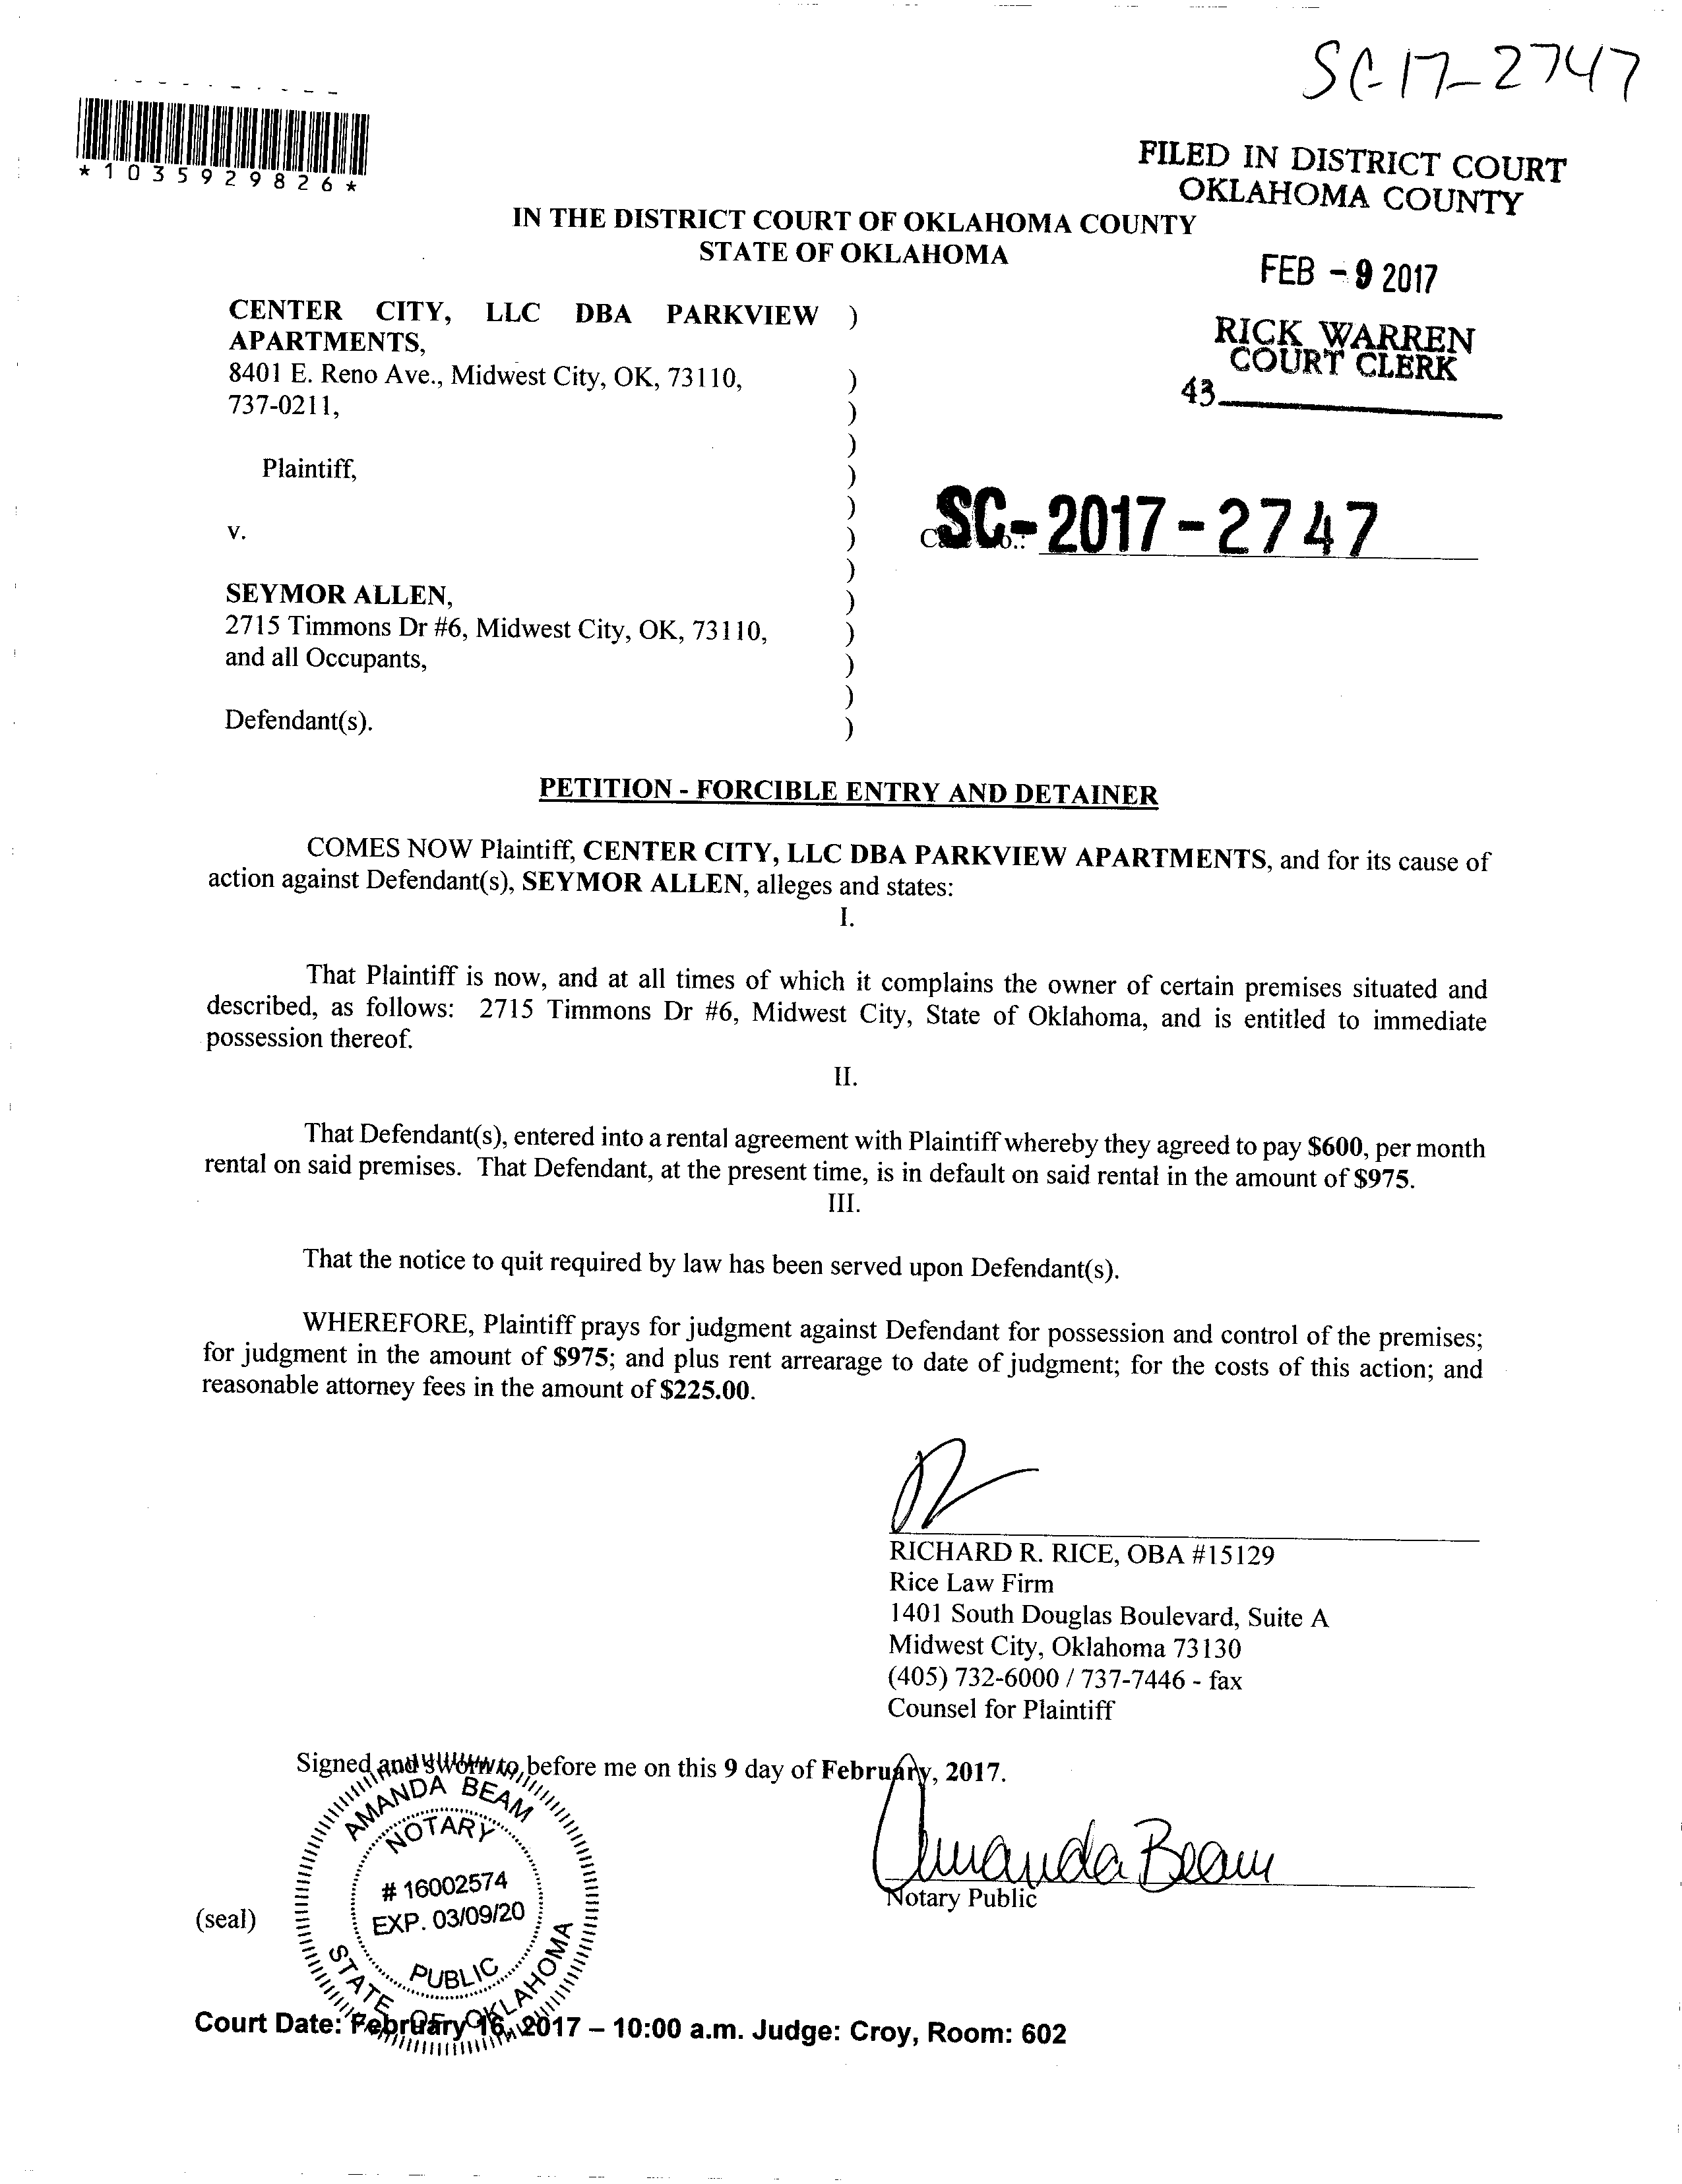 SC-17-2747
*1035929826*
FILED IN DISTRICT COURT
OKLAHOMA COUNTY
IN THE DISTRICT COURT OF OKLAHOMA COUNTY
STATE OF OKLAHOMA
FEB - 9 2017
RICK WARREN
COURT CLERK
43
CENTER CITY, LLC DBA PARKVIEW )
APARTMENTS,
8401 E. Reno Ave., Midwest City, OK, 73110, )
737-0211, )
)
Plaintiff, )
)
v. )
SC-2017-2747
)
SEYMOR ALLEN, )
2715 Timmons Dr #6, Midwest City, OK, 73110, )
and all Occupants, )
)
Defendant(s). )
PETITION - FORCIBLE ENTRY AND DETAINER
COMES NOW Plaintiff, CENTER CITY, LLC DBA PARKVIEW APARTMENTS, and for its cause of
action against Defendant(s), SEYMOR ALLEN, alleges and states:
I.
That Plaintiff is now, and at all times of which it complains the owner of certain premises situated and
described, as follows: 2715 Timmons Dr #6, Midwest City, State of Oklahoma, and is entitled to immediate
possession thereof.
II.
That Defendant(s), entered into a rental agreement with Plaintiff whereby they agreed to pay $600, per month
rental on said premises. That Defendant, at the present time, is in default on said rental in the amount of $975.
III.
That the notice to quit required by law has been served upon Defendant(s).
WHEREFORE, Plaintiff prays for judgment against Defendant for possession and control of the premises;
for judgment in the amount of $975; and plus rent arrearage to date of judgment; for the costs of this action; and
reasonable attorney fees in the amount of $225.00.
RICHARD R. RICE, OBA #15129
Rice Law Firm
1401 South Douglas Boulevard, Suite A
Midwest City, Oklahoma 73130
(405) 732-6000 / 737-7446 - fax
Counsel for Plaintiff
Signed and sworn to before me on this 9 day of February, 2017.
AMANDA BEAM
NOTARY
# 16002574
EXP. 03/09/20
PUBLIC
STATE OF OKLAHOMA
Amanda Beam
Notary Public
(seal)
Court Date: February 16, 2017 – 10:00 a.m. Judge: Croy, Room: 602